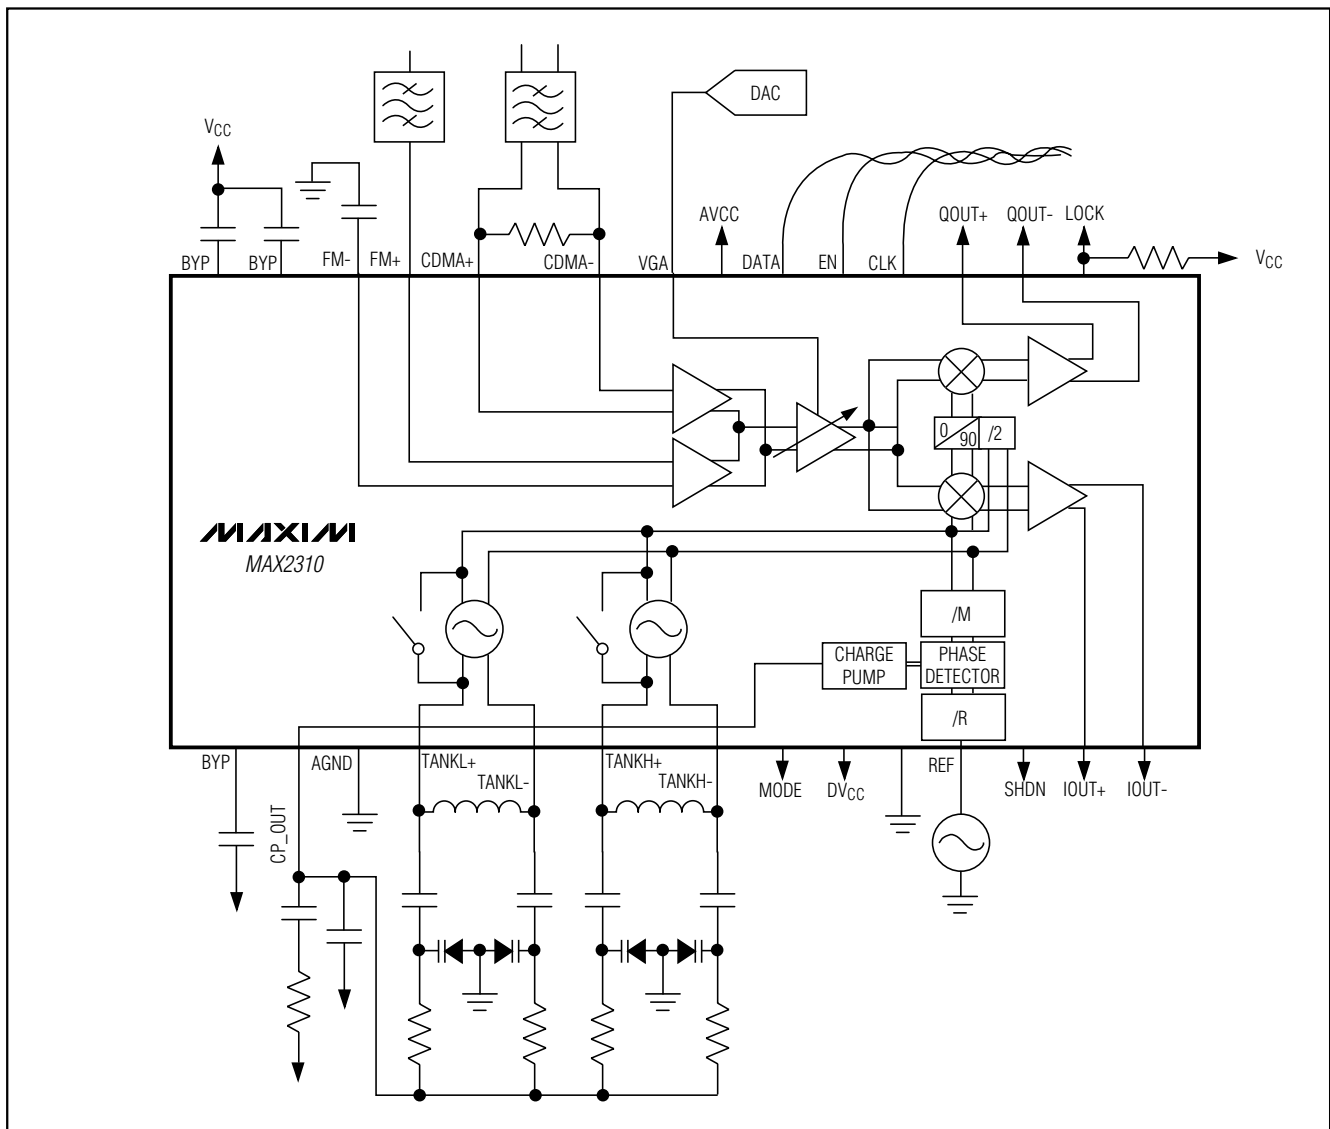 DAC
VCC
AVCC
QOUT+
QOUT-
LOCK
VCC
BYP
BYP
FM-
FM+
CDMA+
CDMA-
VGA
DATA
EN
CLK
0
90
/2
MAXIM
MAX2310
/M
CHARGE
PUMP
PHASE
DETECTOR
/R
BYP
CP_OUT
AGND
TANKL+
TANKL-
TANKH+
TANKH-
MODE
DVCC
REF
SHDN
IOUT+
IOUT-